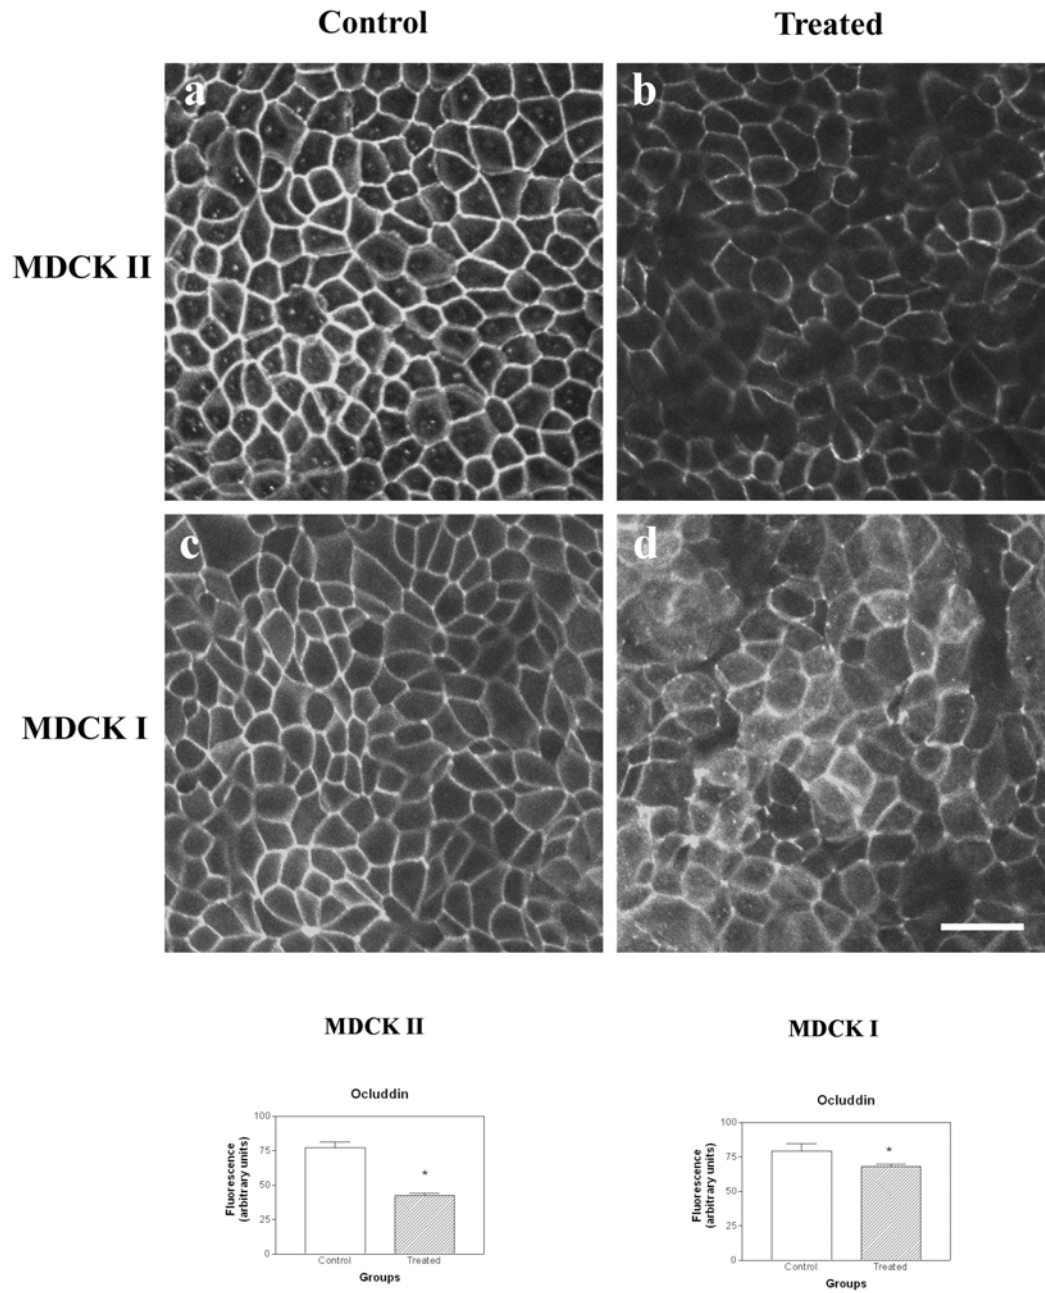 Control Treated
a b
MDCK II
c d
MDCK I
MDCK II MDCK I
Ocluddin
100
75
50
25
0
Fluorescence
(arbitrary units)
*
Control Treated
Groups
Ocluddin
100
75
50
25
0
Fluorescence
(arbitrary units)
*
Control Treated
Groups